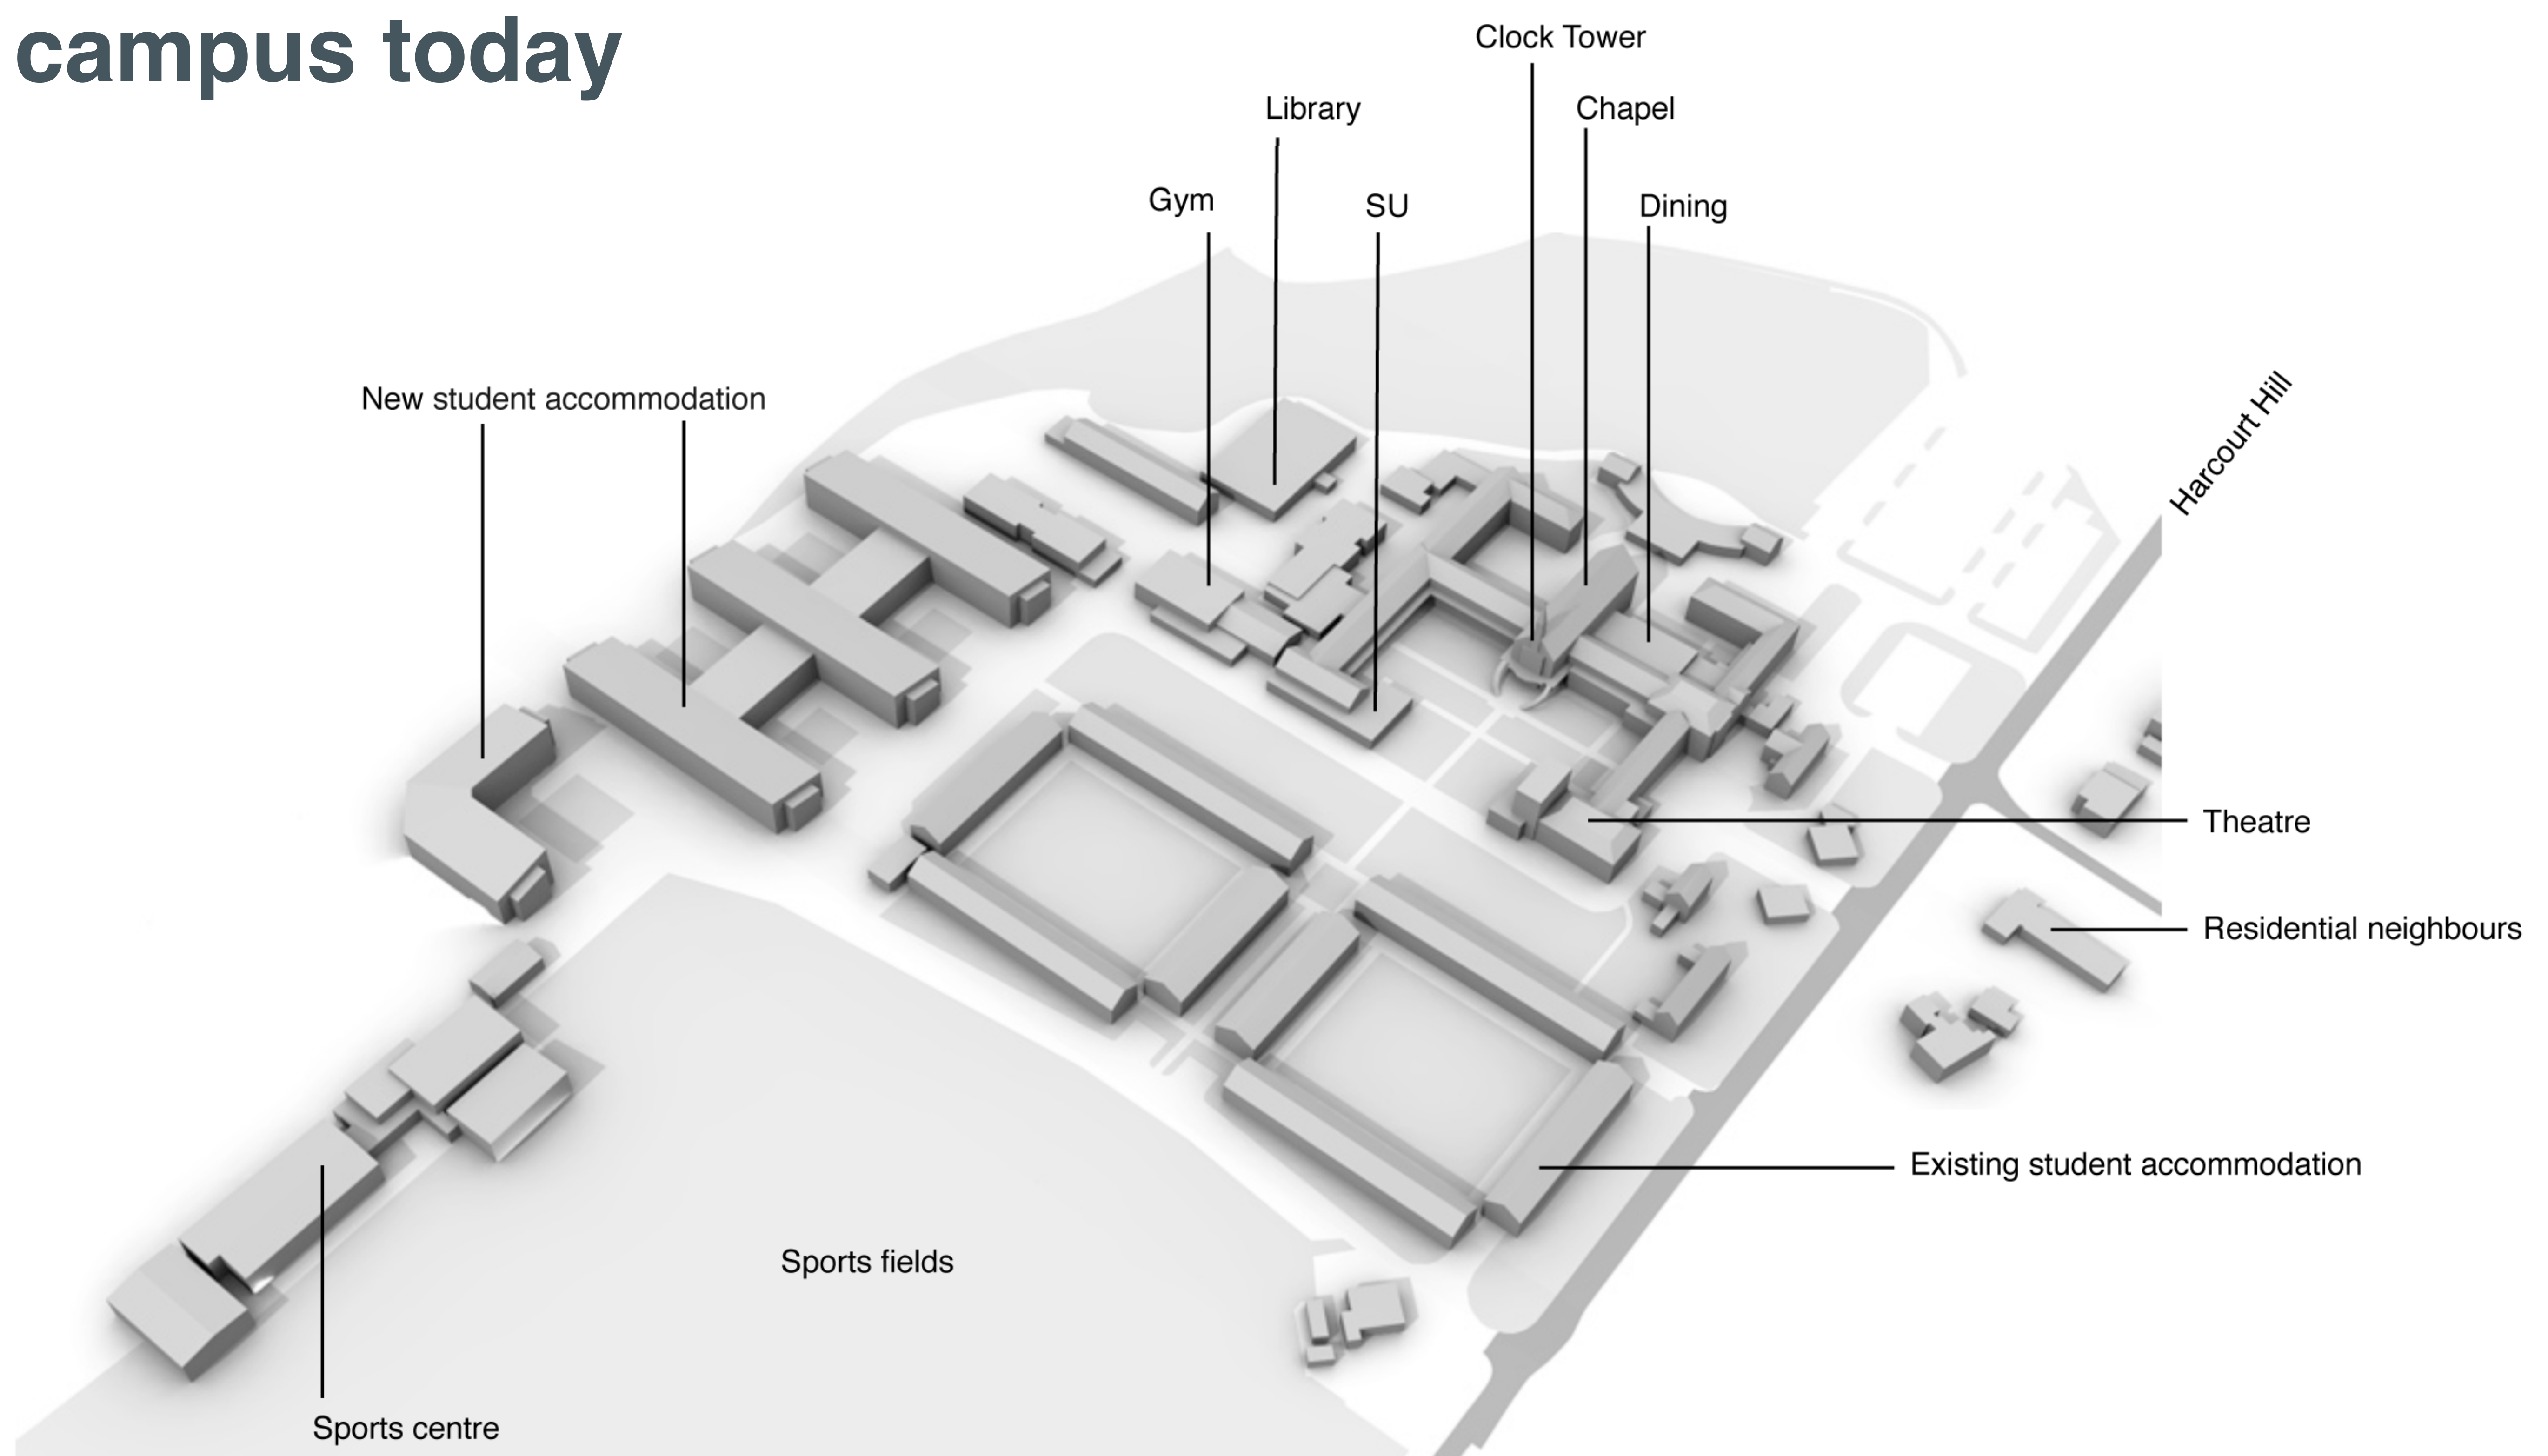 campus today
Clock Tower
Library
Chapel
Gym
SU
Dining
New student accommodation
Harcourt Hill
Theatre
Residential neighbours
Existing student accommodation
Sports fields
Sports centre